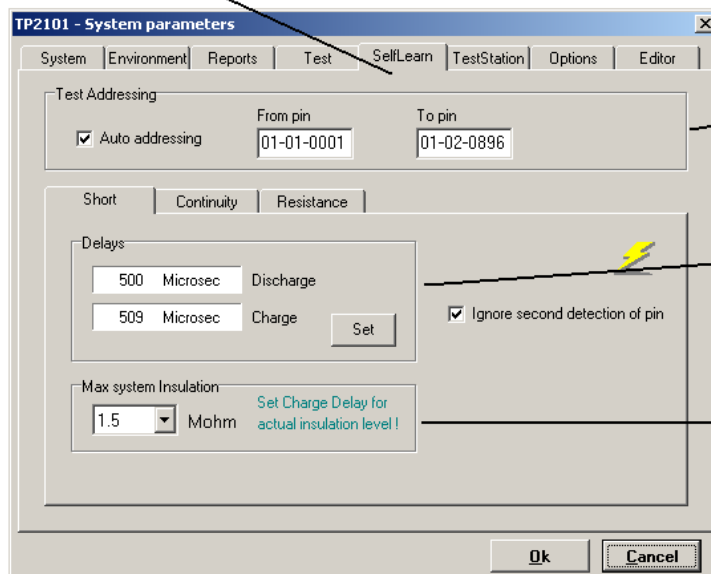 TP2101 - System parameters
System Environment Reports Test SelfLearn TestStation Options Editor
Test Addressing
From pin To pin
Auto addressing 01-01-0001 01-02-0896
Short Continuity Resistance
Delays
500 Microsec Discharge
509 Microsec Charge Set
Ignore second detection of pin
Max system Insulation
1.5 Mohm
Set Charge Delay for
actual insulation level !
Ok Cancel